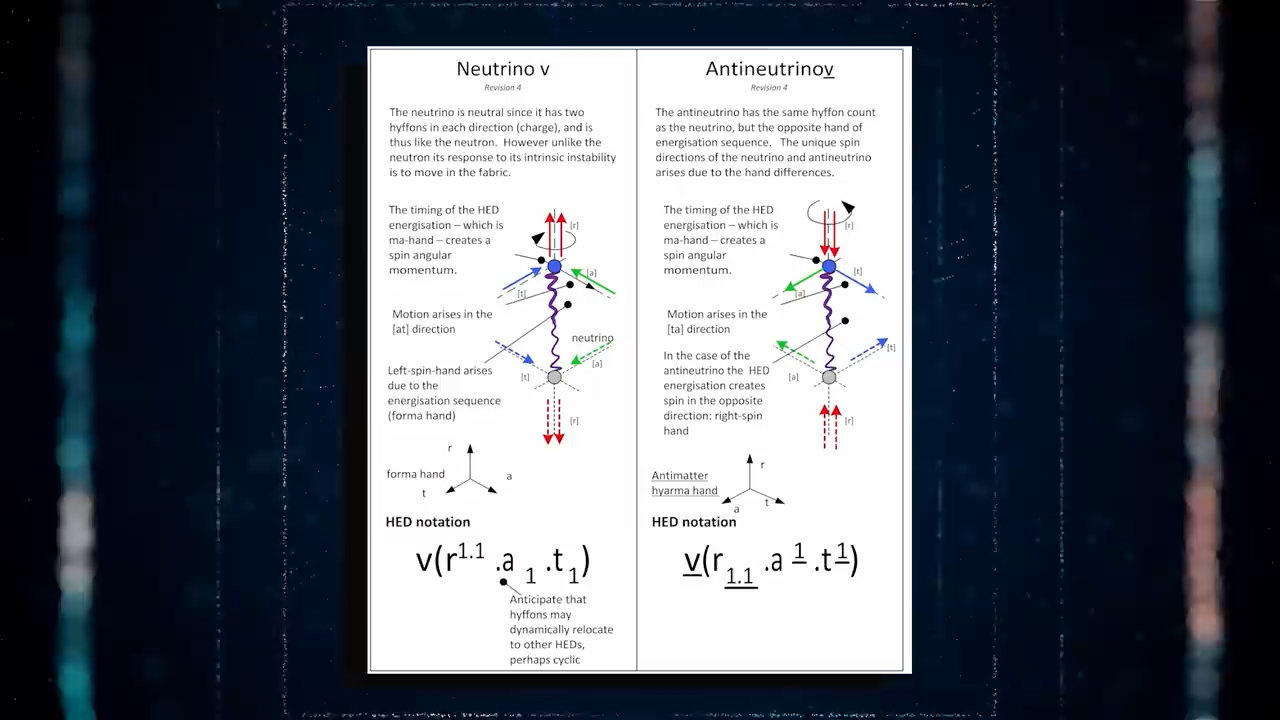 Neutrino v
Revision 4
The neutrino is neutral since it has two
hyffons in each direction (charge), and is
thus like the neutron. However unlike the
neutron its response to its intrinsic instability
is to move in the fabric.
The timing of the HED
energisation – which is
ma-hand – creates a
spin angular
momentum.
[r]
[a]
[t]
Motion arises in the
[at] direction
neutrino
[a]
[t]
Left-spin-hand arises
due to the
energisation sequence
(forma hand)
[r]
r
forma hand
a
t
HED notation
v(r1.1 .a 1 .t 1)
Anticipate that
hyffons may
dynamically relocate
to other HEDs,
perhaps cyclic
Antineutrinov
Revision 4
The antineutrino has the same hyffon count
as the neutrino, but the opposite hand of
energisation sequence. The unique spin
directions of the neutrino and antineutrino
arises due to the hand differences.
The timing of the HED
energisation – which is
ma-hand – creates a
spin angular
momentum.
[r]
[t]
[a]
Motion arises in the
[ta] direction
[t]
In the case of the
antineutrino the HED
energisation creates
spin in the opposite
direction: right-spin
hand
[a]
[r]
r
Antimatter
hyarma hand
a
t
HED notation
v(r 1.1 .a 1 .t1)